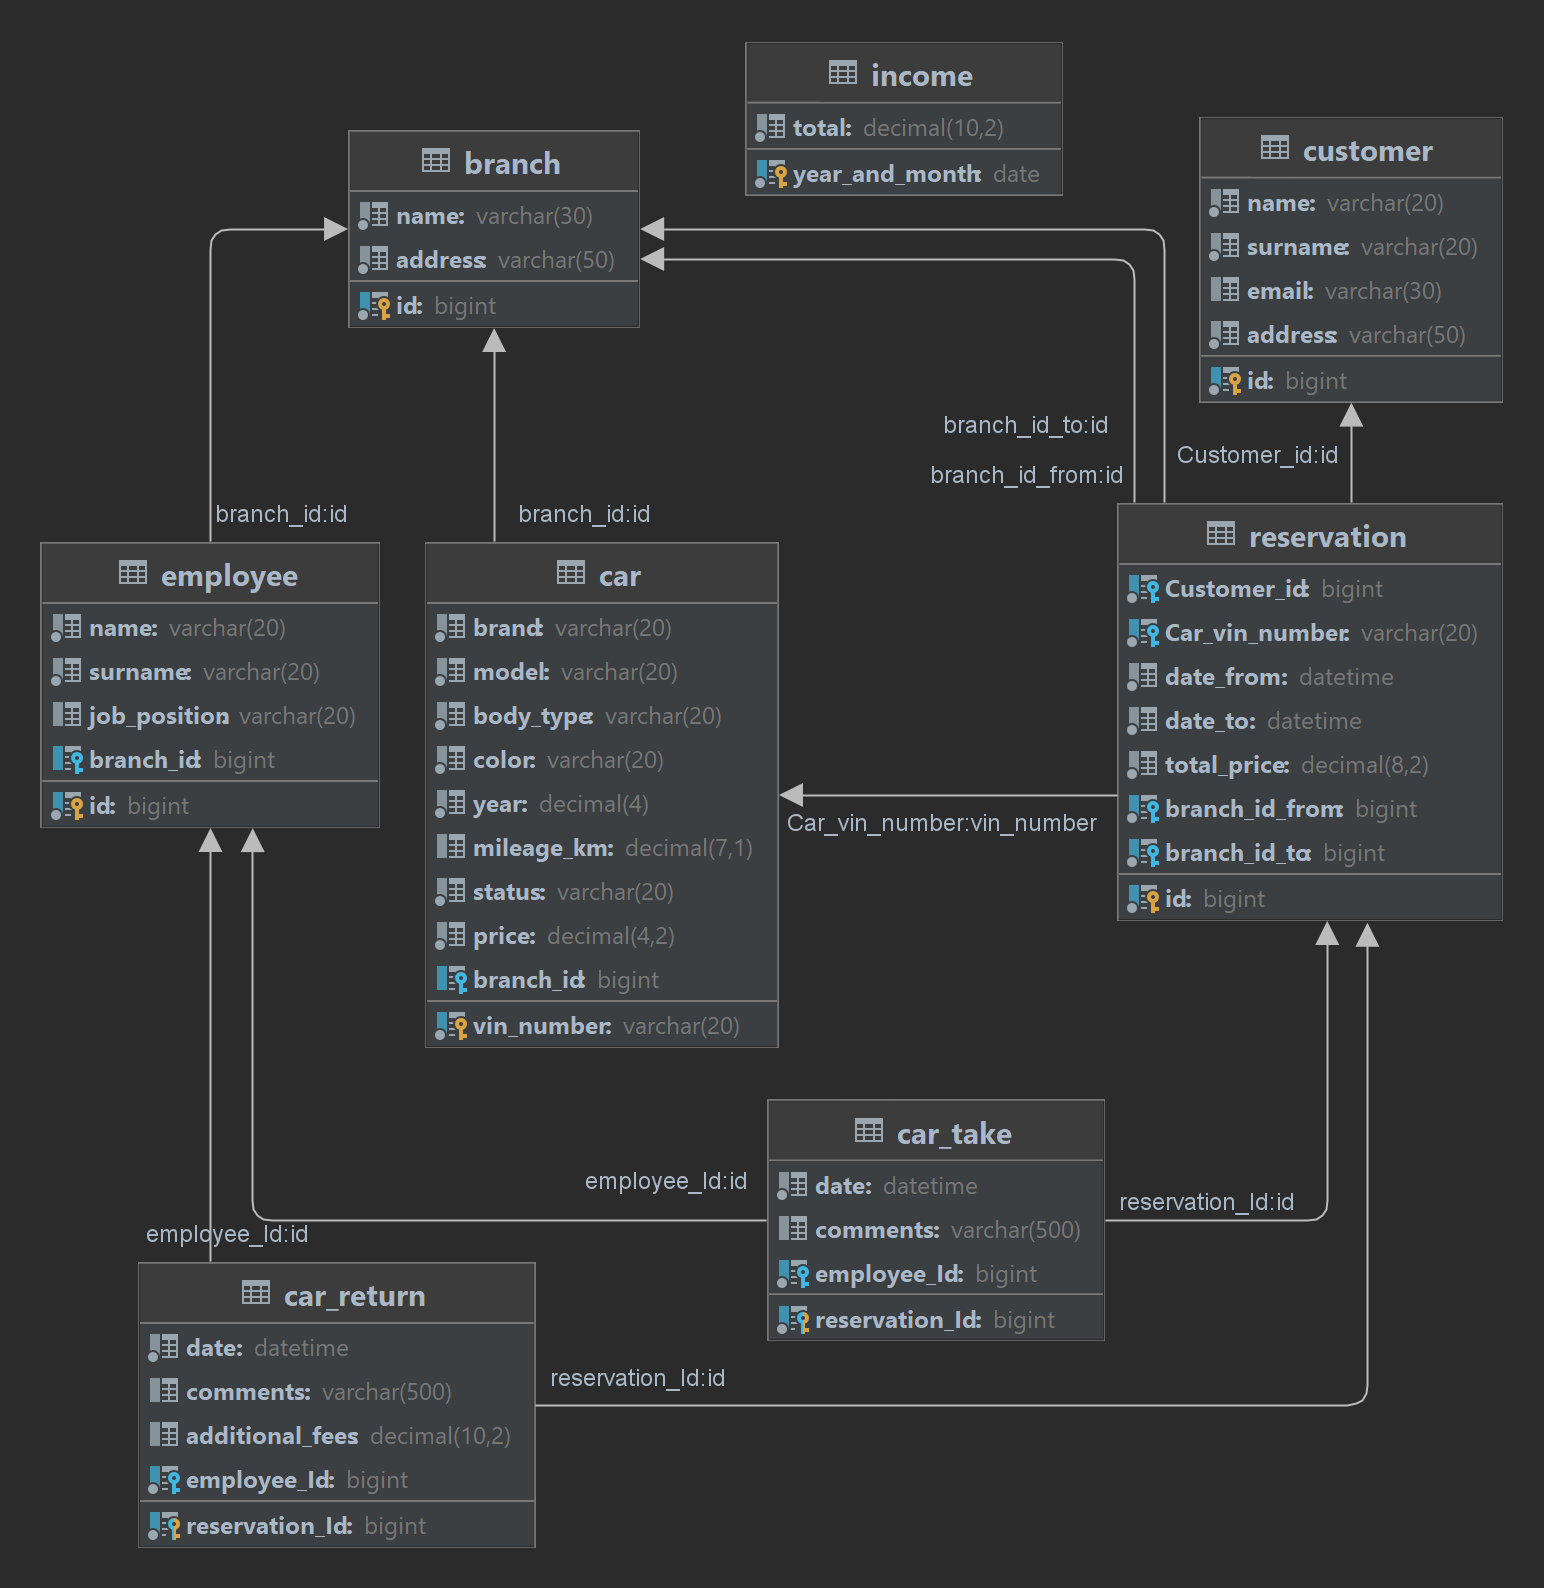 income
total: decimal(10,2)
year_and_month: date
branch
name: varchar(30)
address: varchar(50)
id: bigint
customer
name: varchar(20)
surname: varchar(20)
email: varchar(30)
address: varchar(50)
id: bigint
branch_id_to:id
branch_id_from:id
Customer_id:id
branch_id:id
branch_id:id
employee
name: varchar(20)
surname: varchar(20)
job_position: varchar(20)
branch_id: bigint
id: bigint
car
brand: varchar(20)
model: varchar(20)
body_type: varchar(20)
color: varchar(20)
year: decimal(4)
mileage_km: decimal(7,1)
status: varchar(20)
price: decimal(4,2)
branch_id: bigint
vin_number: varchar(20)
reservation
Customer_id: bigint
Car_vin_number: varchar(20)
date_from: datetime
date_to: datetime
total_price: decimal(8,2)
branch_id_from: bigint
branch_id_to: bigint
id: bigint
Car_vin_number:vin_number
car_take
date: datetime
comments: varchar(500)
employee_Id: bigint
reservation_Id: bigint
employee_Id:id
reservation_Id:id
employee_Id:id
car_return
date: datetime
comments: varchar(500)
additional_fees: decimal(10,2)
employee_Id: bigint
reservation_Id: bigint
reservation_Id:id